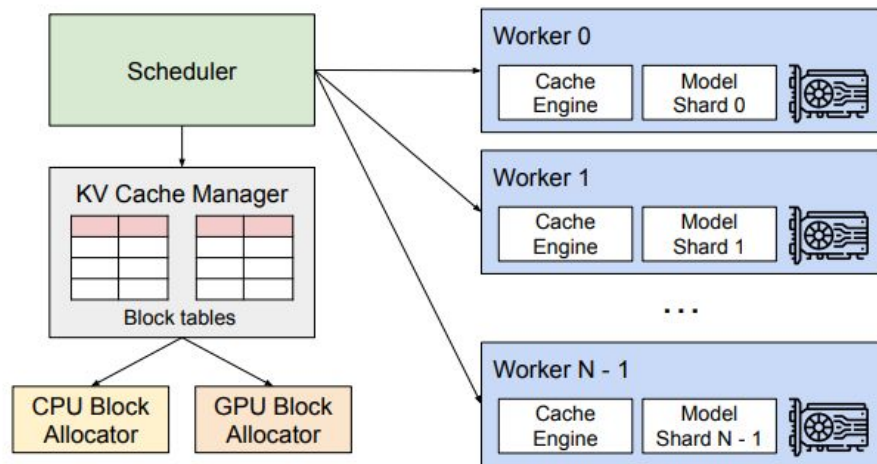 Scheduler
KV Cache Manager
Block tables
CPU Block
Allocator
GPU Block
Allocator
Worker 0
Cache
Engine
Model
Shard 0
Worker 1
Cache
Engine
Model
Shard 1
...
Worker N - 1
Cache
Engine
Model
Shard N - 1